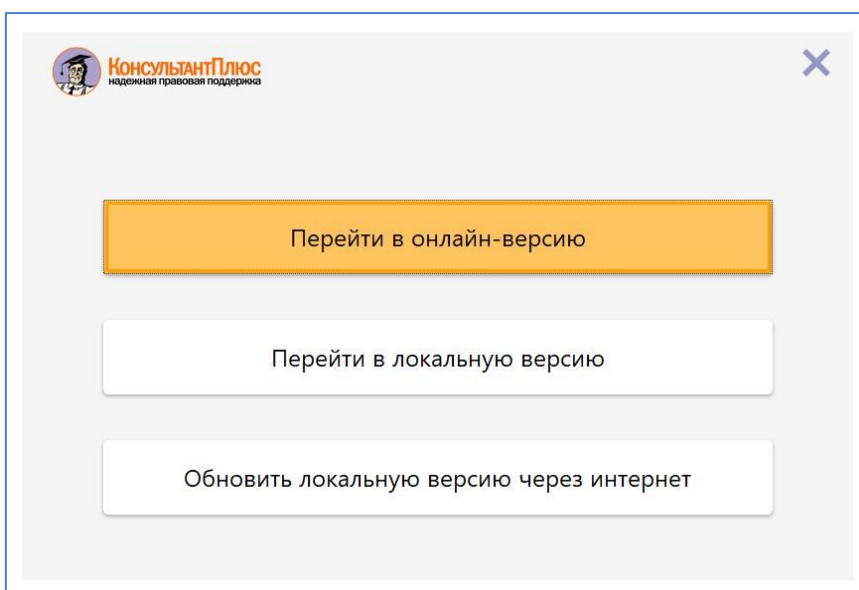 КонсультантПлюс
надежная правовая поддержка
Перейти в онлайн-версию
Перейти в локальную версию
Обновить локальную версию через интернет